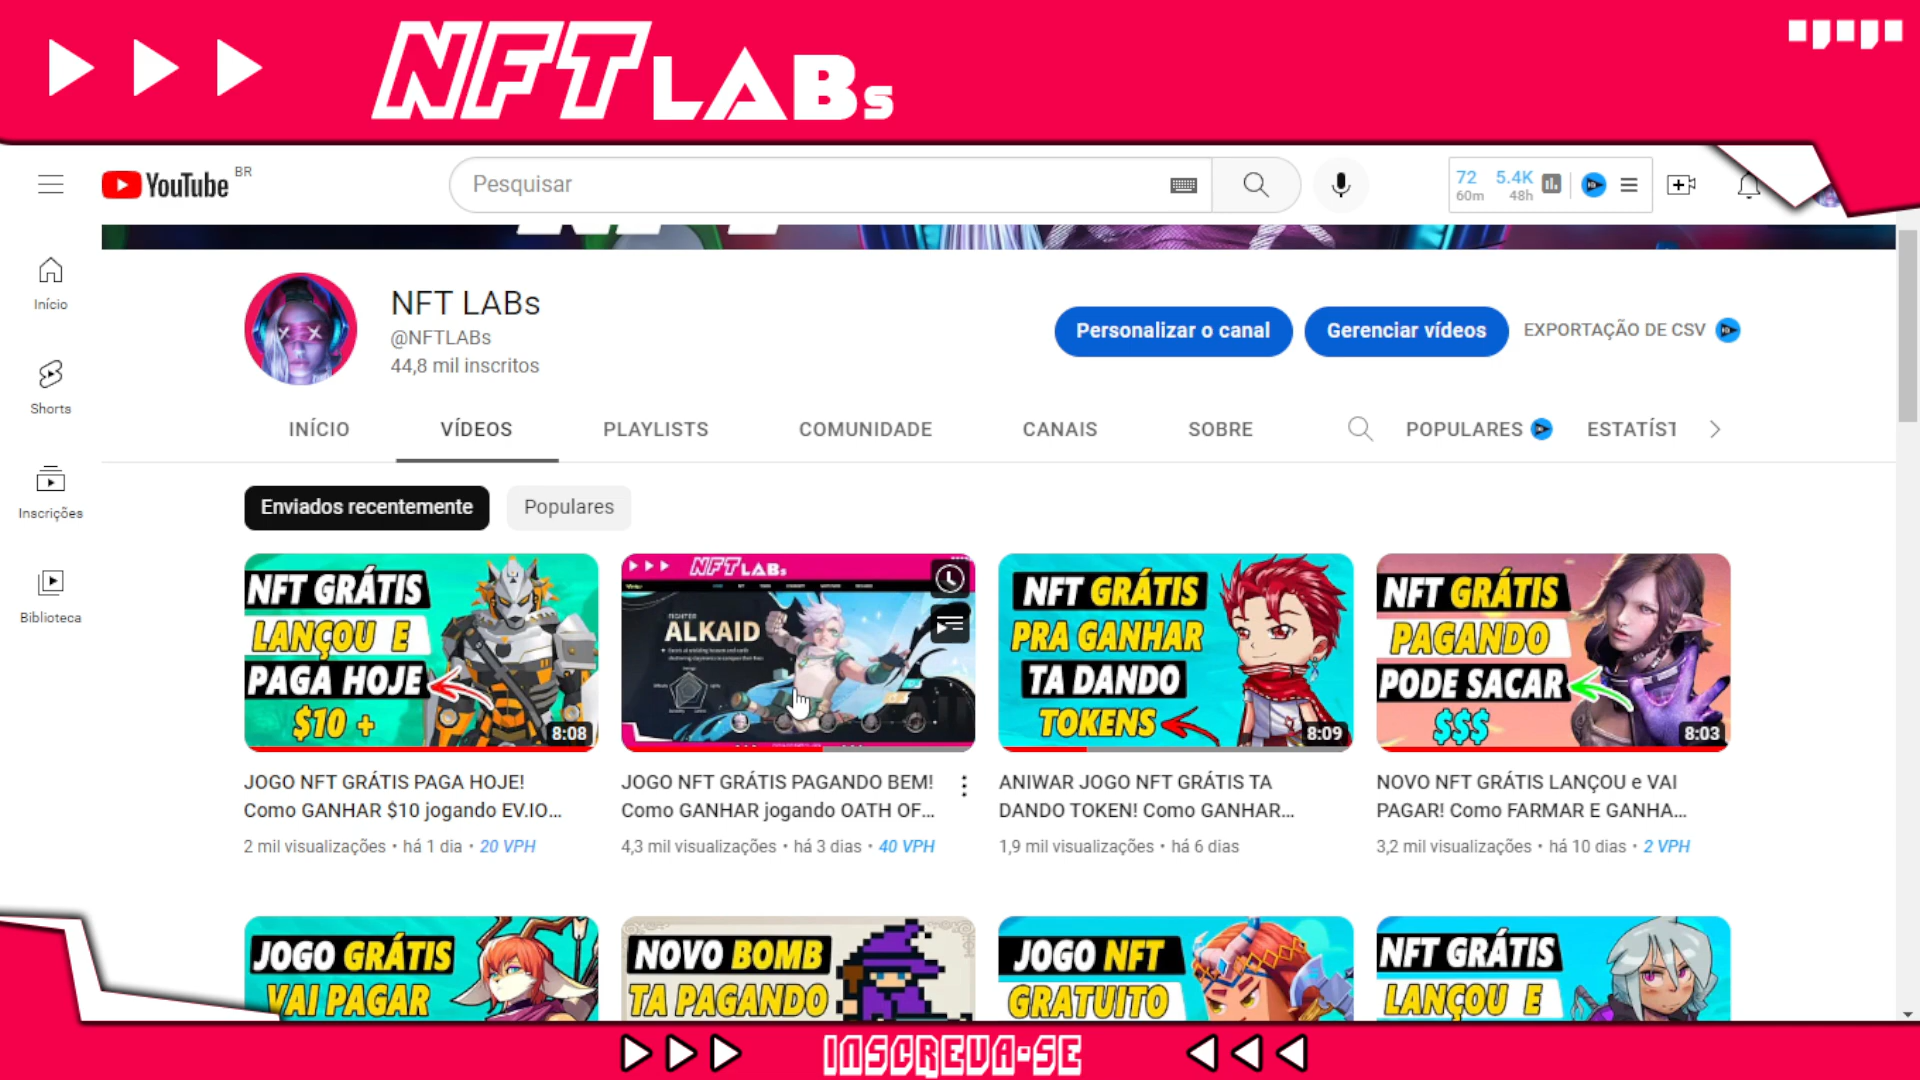 NFT LABs
YouTube BR
Pesquisar
72 5.4K
60m 48h
Início
Shorts
Inscrições
Biblioteca
NFT LABs
@NFTLABs
44,8 mil inscritos
Personalizar o canal
Gerenciar vídeos
EXPORTAÇÃO DE CSV
INÍCIO
VÍDEOS
PLAYLISTS
COMUNIDADE
CANAIS
SOBRE
POPULARES
ESTATÍST
Enviados recentemente
Populares
NFT GRÁTIS
LANÇOU E
PAGA HOJE
$10 +
8:08
NFT LABs
FIGHTER
ALKAID
NFT GRÁTIS
PRA GANHAR
TA DANDO
TOKENS
8:09
NFT GRÁTIS
PAGANDO
PODE SACAR
$$$
8:03
JOGO NFT GRÁTIS PAGA HOJE!
Como GANHAR $10 jogando EV.IO...
2 mil visualizações • há 1 dia • 20 VPH
JOGO NFT GRÁTIS PAGANDO BEM!
Como GANHAR jogando OATH OF...
4,3 mil visualizações • há 3 dias • 40 VPH
ANIWAR JOGO NFT GRÁTIS TA
DANDO TOKEN! Como GANHAR...
1,9 mil visualizações • há 6 dias
NOVO NFT GRÁTIS LANÇOU e VAI
PAGAR! Como FARMAR E GANHA...
3,2 mil visualizações • há 10 dias • 2 VPH
JOGO GRÁTIS
VAI PAGAR
NOVO BOMB
TA PAGANDO
JOGO NFT
GRATUITO
NFT GRÁTIS
LANÇOU E
INSCREVA-SE